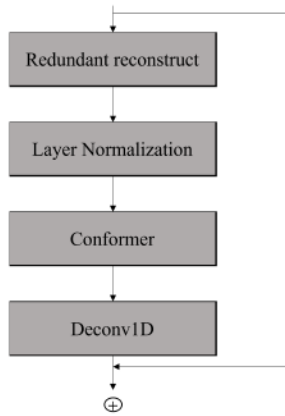 Redundant reconstruct
Layer Normalization
Conformer
Deconv1D
+